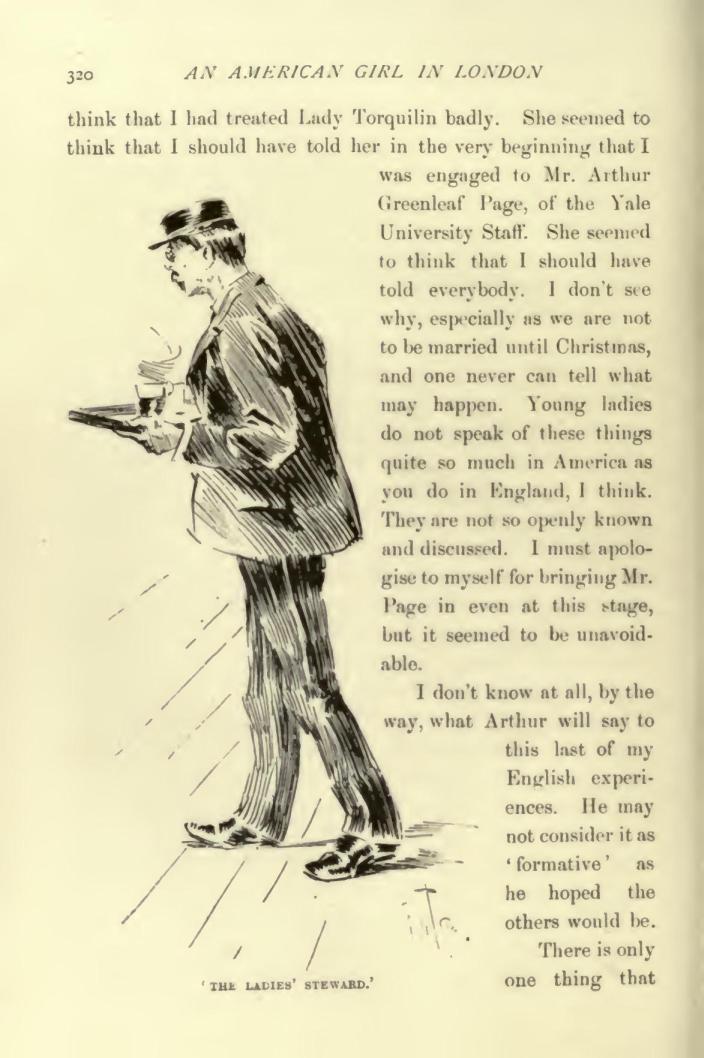 320 AN AMERICAN GIRL IN LONDON
think that I had treated Lady Torquilin badly. She seemed to
think that I should have told her in the very beginning that I
was engaged to Mr. Arthur
Greenleaf Page, of the Yale
University Staff. She seemed
to think that I should have
told everybody. I don't see
why, especially as we are not
to be married until Christmas,
and one never can tell what
may happen. Young ladies
do not speak of these things
quite so much in America as
you do in England, I think.
They are not so openly known
and discussed. I must apolo-
gise to myself for bringing Mr.
Page in even at this stage,
but it seemed to be unavoid-
able.
I don't know at all, by the
way, what Arthur will say to
this last of my
English experi-
ences. He may
not consider it as
'formative' as
he hoped the
others would be.
There is only
one thing that
'THE LADIES' STEWARD.'